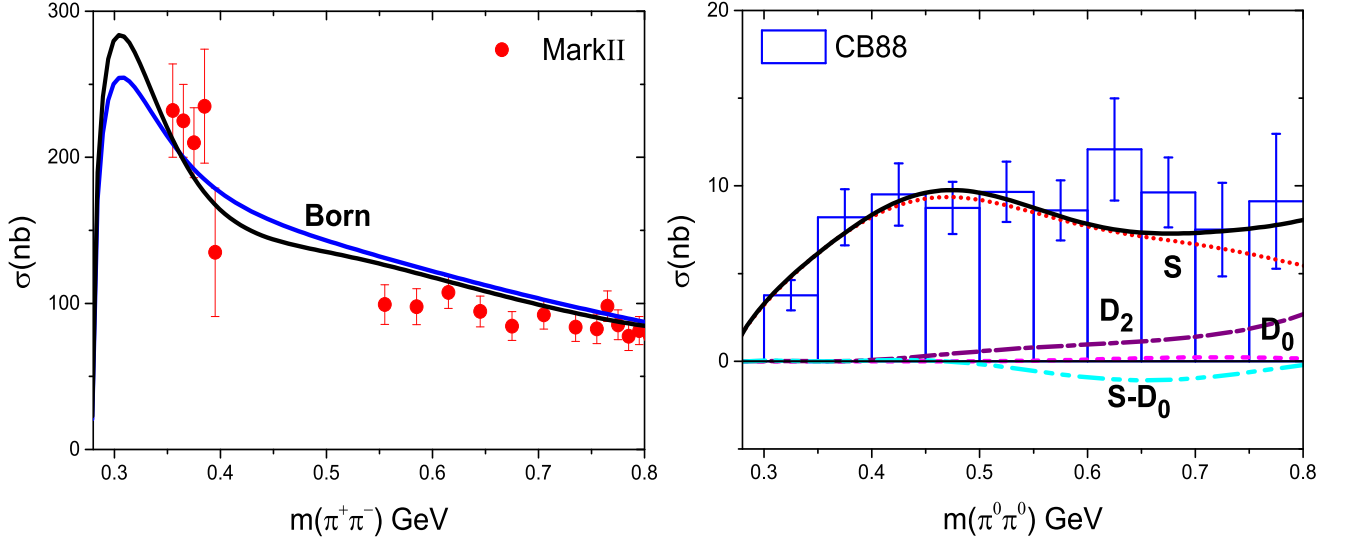 300
200
100
0
σ(nb)
MarkII
Born
0.3 0.4 0.5 0.6 0.7 0.8
m(π⁺π⁻) GeV
20
10
0
σ(nb)
CB88
S
D₂
D₀
S-D₀
0.3 0.4 0.5 0.6 0.7 0.8
m(π⁰π⁰) GeV